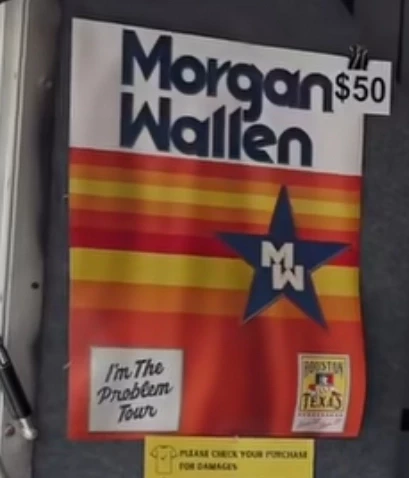 Morgan
Wallen
$50
MW
I'm The
Problem
Tour
HOUSTON
TEXAS
PLEASE CHECK YOUR PURCHASE
FOR DAMAGES